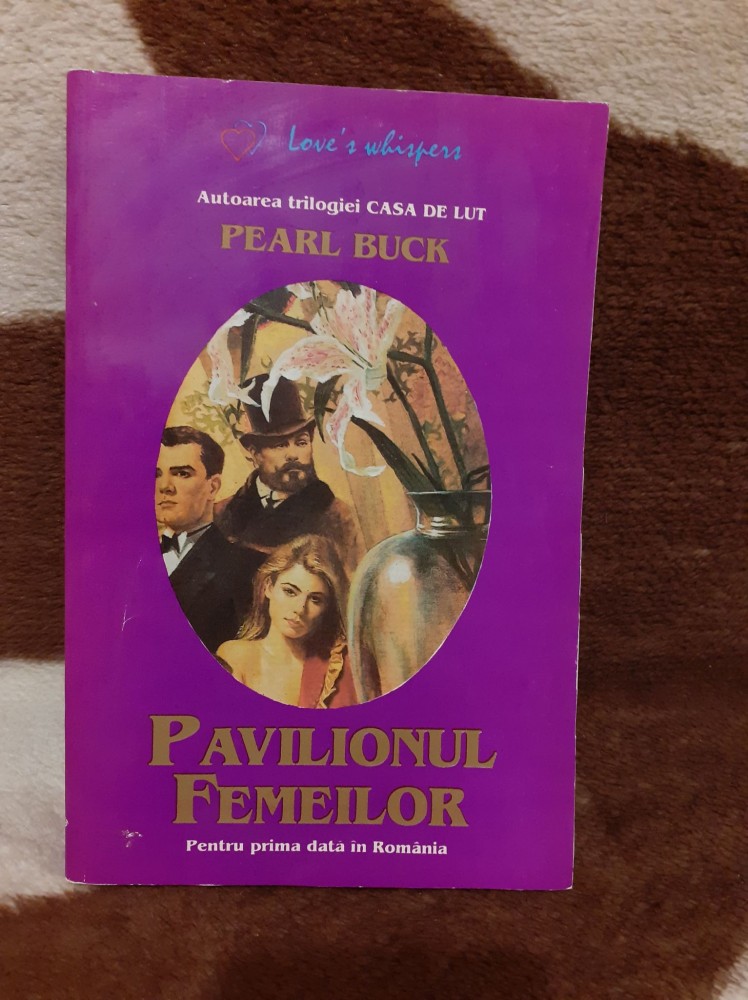 Love's whispers
Autoarea trilogiei CASA DE LUT
PEARL BUCK
PAVILIONUL
FEMEILOR
Pentru prima dată în România